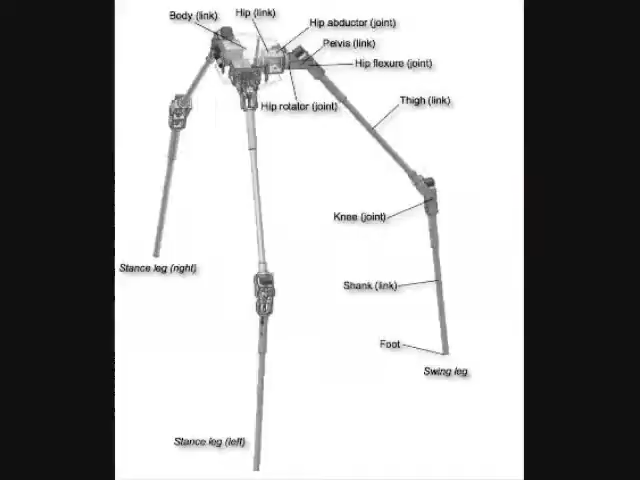 Body (link)
Hip (link)
Hip abductor (joint)
Pelvis (link)
Hip flexure (joint)
Hip rotator (joint)
Thigh (link)
Knee (joint)
Stance leg (right)
Shank (link)
Foot
Swing leg
Stance leg (left)